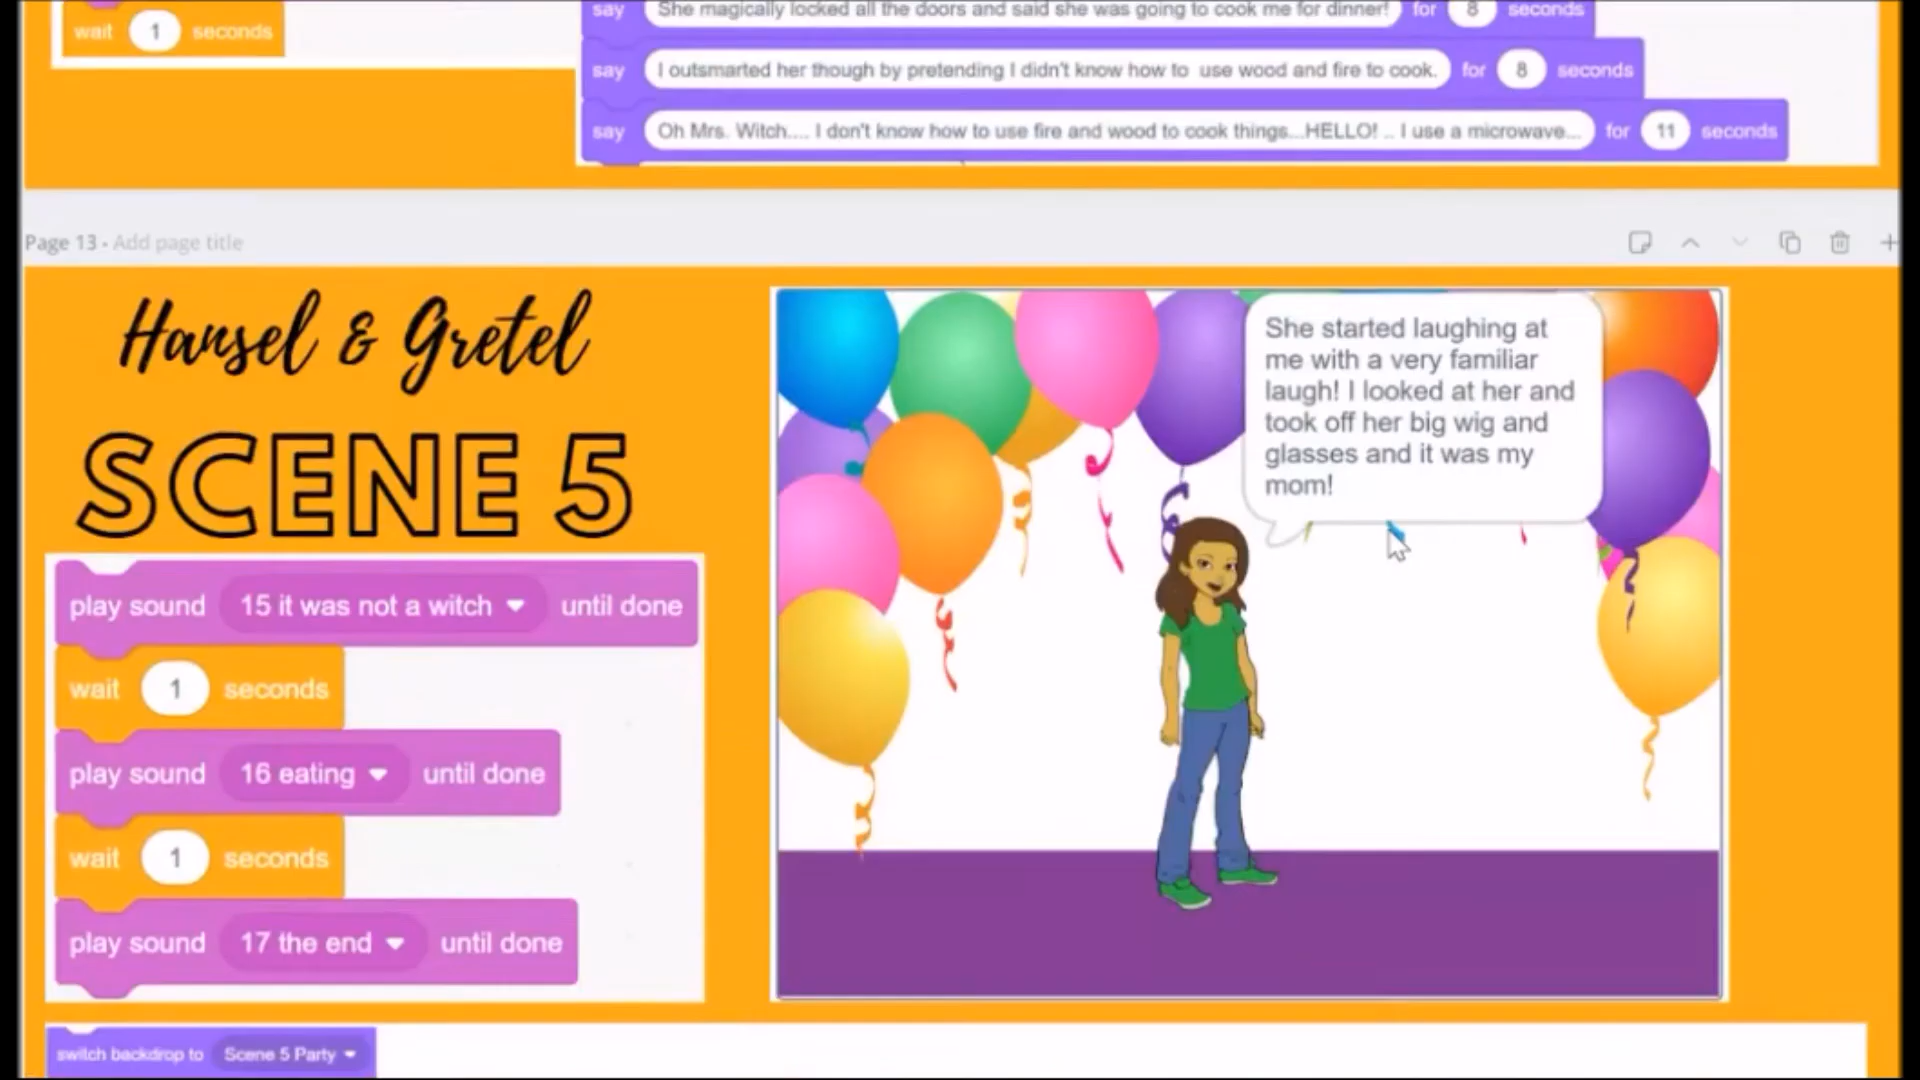 wait 1 seconds
say She magically locked all the doors and said she was going to cook me for dinner! for 8 seconds
say I outsmarted her though by pretending I didn't know how to use wood and fire to cook. for 8 seconds
say Oh Mrs. Witch.... I don't know how to use fire and wood to cook things...HELLO! .. I use a microwave... for 11 seconds
Page 13 - Add page title
Hansel & Gretel
SCENE 5
play sound 15 it was not a witch until done
wait 1 seconds
play sound 16 eating until done
wait 1 seconds
play sound 17 the end until done
She started laughing at
me with a very familiar
laugh! I looked at her and
took off her big wig and
glasses and it was my
mom!
switch backdrop to Scene 5 Party